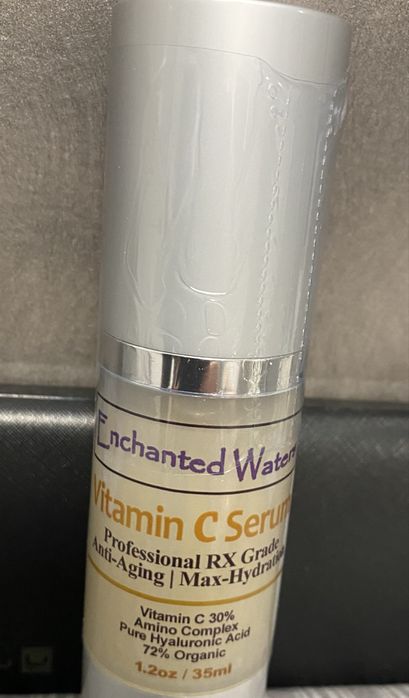 Enchanted Waters
Vitamin C Serum
Professional RX Grade
Anti-Aging | Max-Hydration
Vitamin C 30%
Amino Complex
Pure Hyaluronic Acid
72% Organic
1.2oz / 35ml